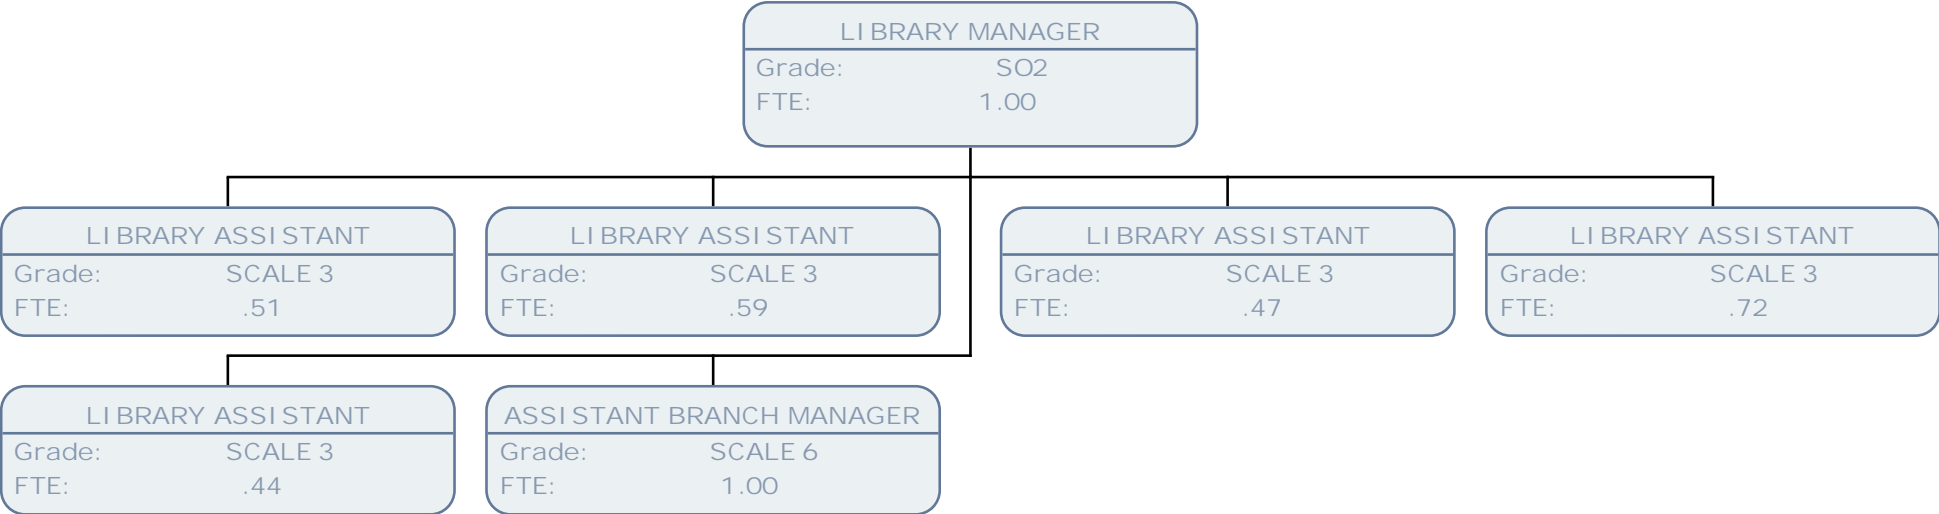 LIBRARY MANAGER
Grade: SO2
FTE: 1.00
LIBRARY ASSISTANT
Grade: SCALE 3
FTE: .51
LIBRARY ASSISTANT
Grade: SCALE 3
FTE: .59
LIBRARY ASSISTANT
Grade: SCALE 3
FTE: .47
LIBRARY ASSISTANT
Grade: SCALE 3
FTE: .72
LIBRARY ASSISTANT
Grade: SCALE 3
FTE: .44
ASSISTANT BRANCH MANAGER
Grade: SCALE 6
FTE: 1.00